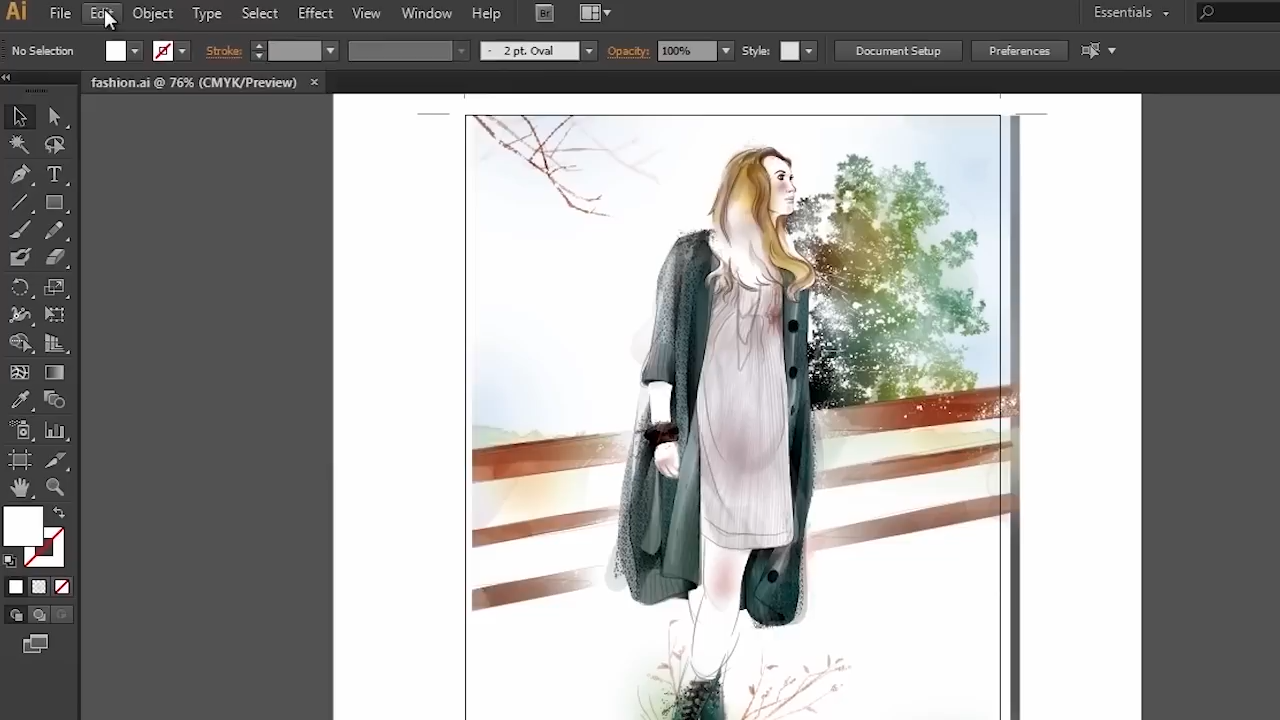 Ai File Edit Object Type Select Effect View Window Help Br Essentials
No Selection Stroke: 2 pt. Oval Opacity: 100% Style: Document Setup Preferences
fashion.ai @ 76% (CMYK/Preview)